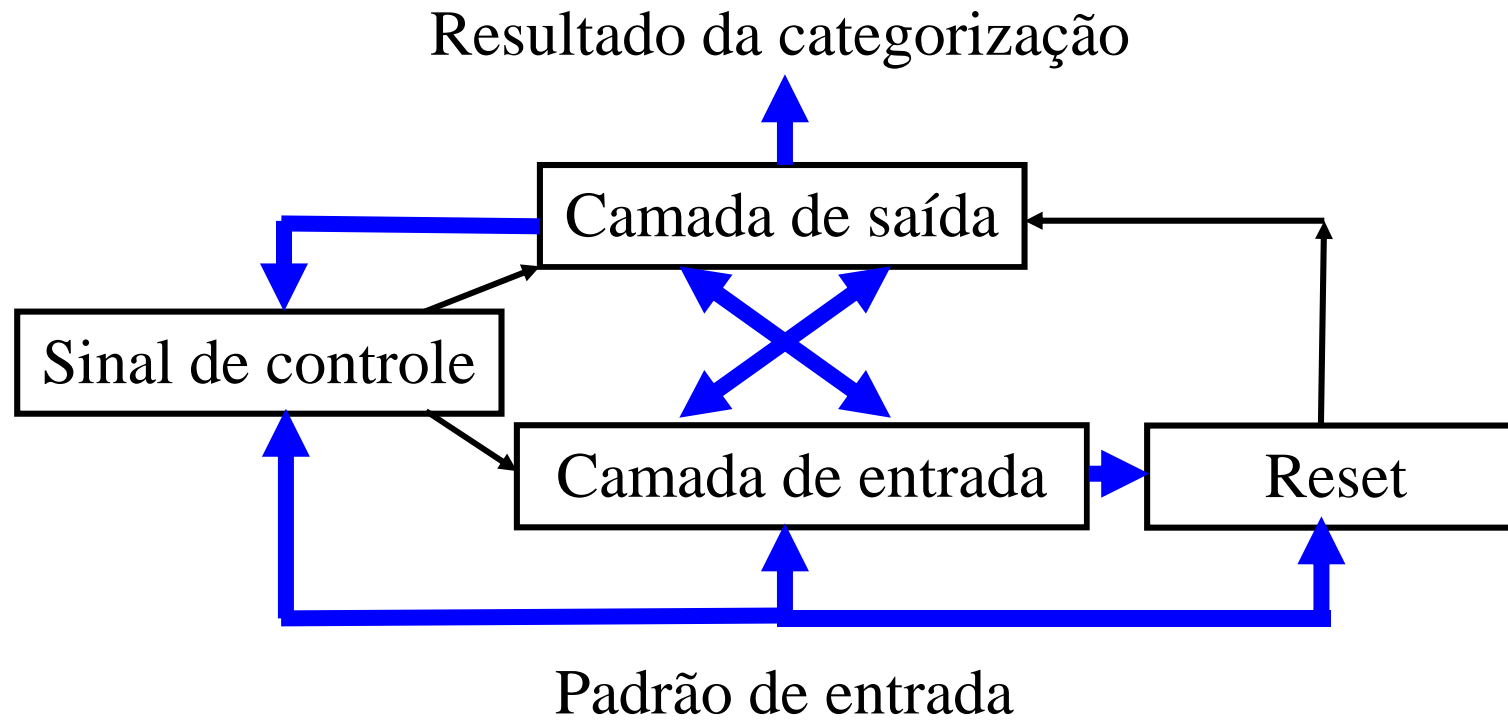 Resultado da categorização
Camada de saída
Sinal de controle
Camada de entrada
Reset
Padrão de entrada